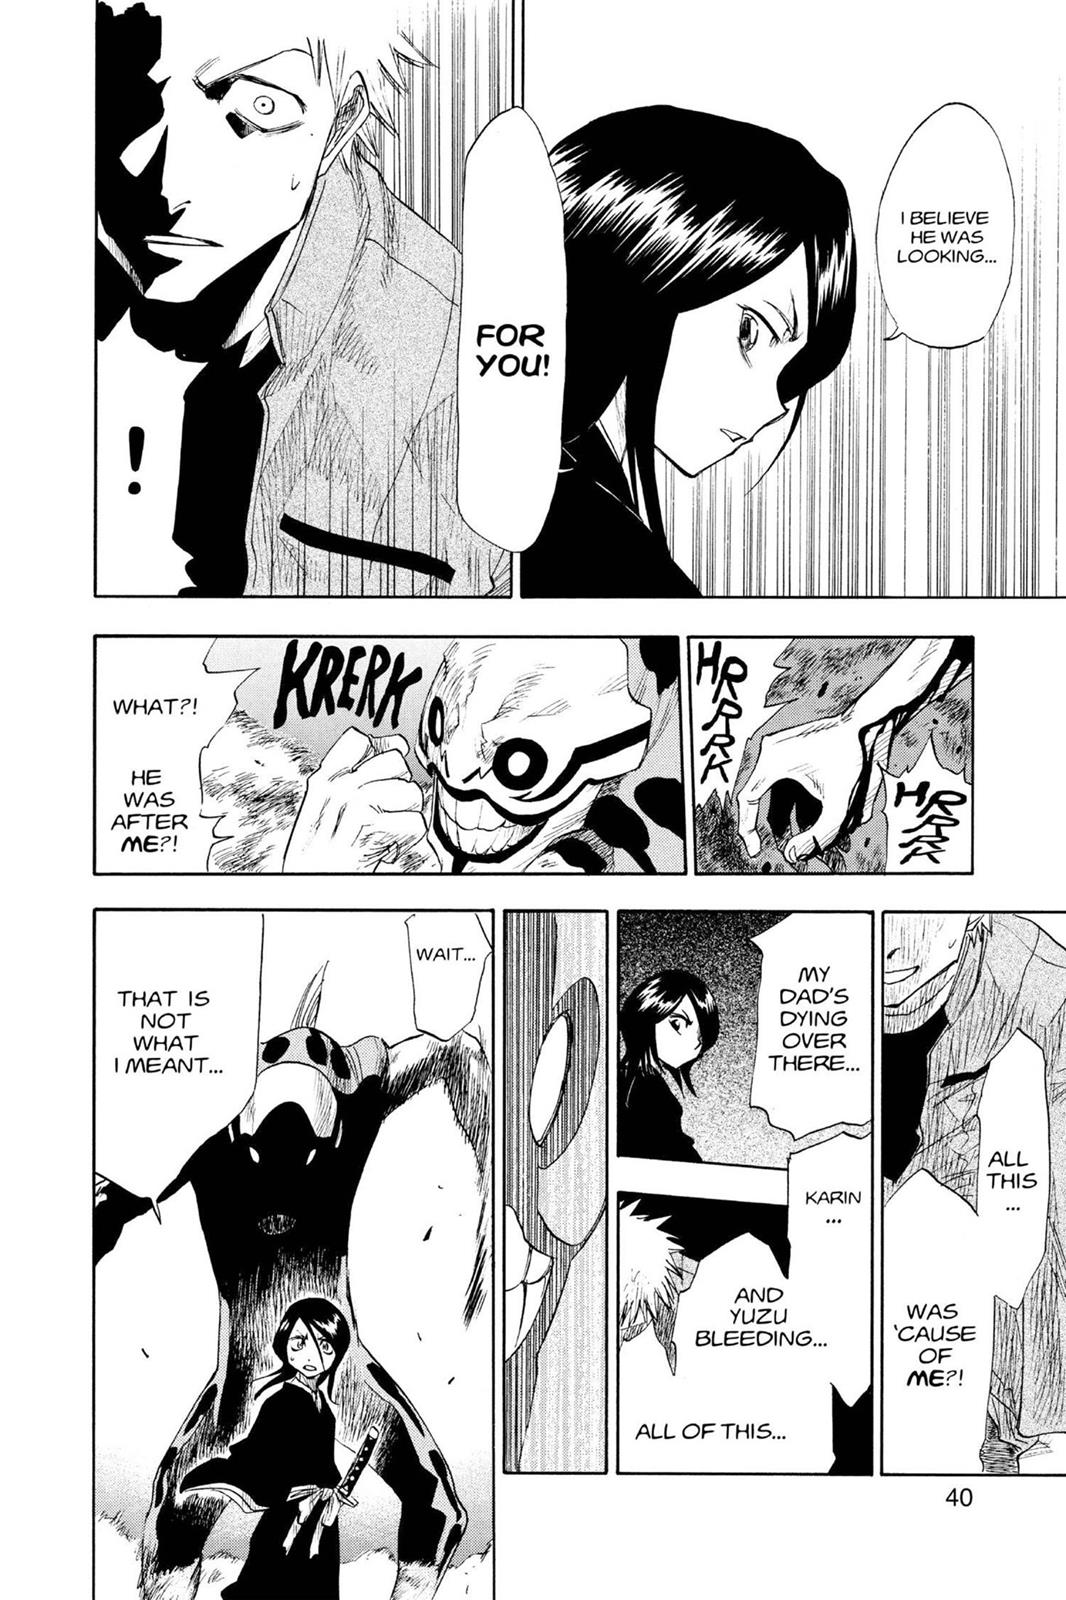 I BELIEVE
HE WAS
LOOKING...
FOR
YOU!
!
HRRRK
HRRRK
KRERK
WHAT?!
HE
WAS
AFTER
ME?!
ALL
THIS
...
WAS
'CAUSE
OF
ME?!
MY
DAD'S
DYING
OVER
THERE...
KARIN
...
AND
YUZU
BLEEDING...
ALL OF THIS...
WAIT...
THAT IS
NOT
WHAT
I MEANT...
40